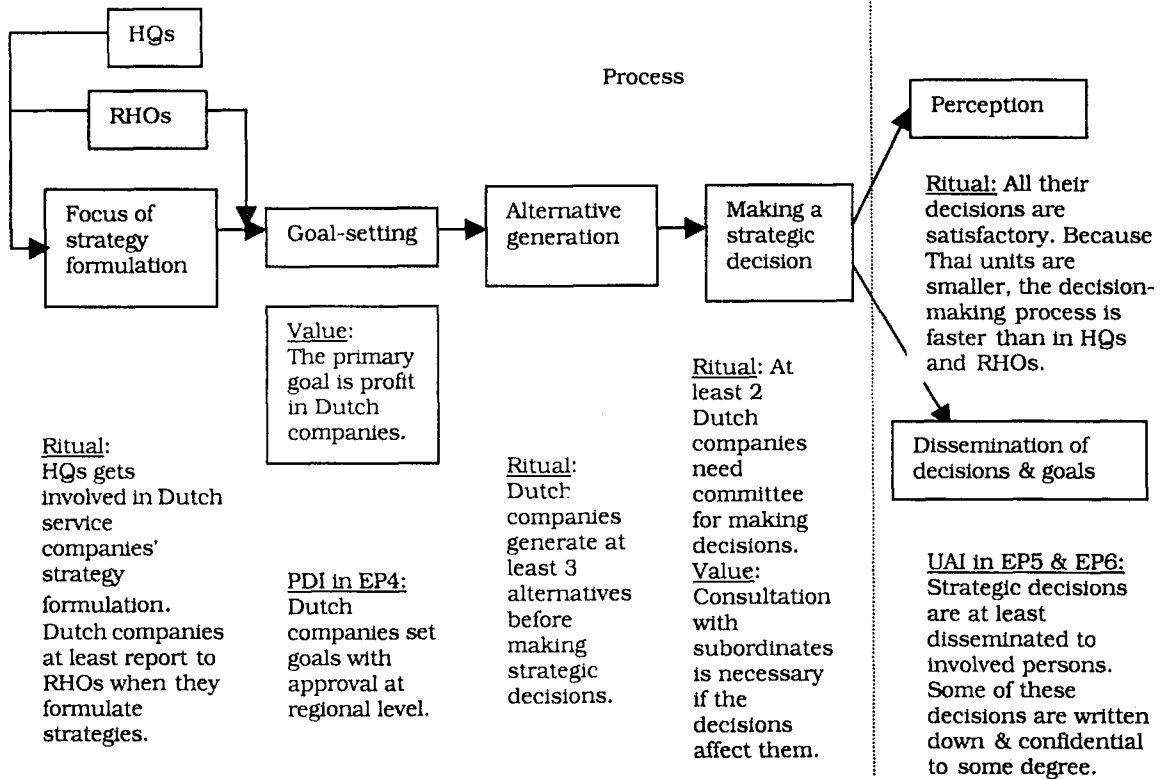 HQs
RHOs
Process
Focus of
strategy
formulation
Goal-setting
Alternative
generation
Making a
strategic
decision
Perception
Ritual: All their
decisions are
satisfactory. Because
Thai units are
smaller, the decision-
making process is
faster than in HQs
and RHOs.
Dissemination of
decisions & goals
Value:
The primary
goal is profit
in Dutch
companies.
Ritual:
HQs gets
involved in Dutch
service
companies'
strategy
formulation.
Dutch companies
at least report to
RHOs when they
formulate
strategies.
PDI in EP4:
Dutch
companies set
goals with
approval at
regional level.
Ritual:
Dutch
companies
generate at
least 3
alternatives
before
making
strategic
decisions.
Ritual: At
least 2
Dutch
companies
need
committee
for making
decisions.
Value:
Consultation
with
subordinates
is necessary
if the
decisions
affect them.
UAI in EP5 & EP6:
Strategic decisions
are at least
disseminated to
involved persons.
Some of these
decisions are written
down & confidential
to some degree.